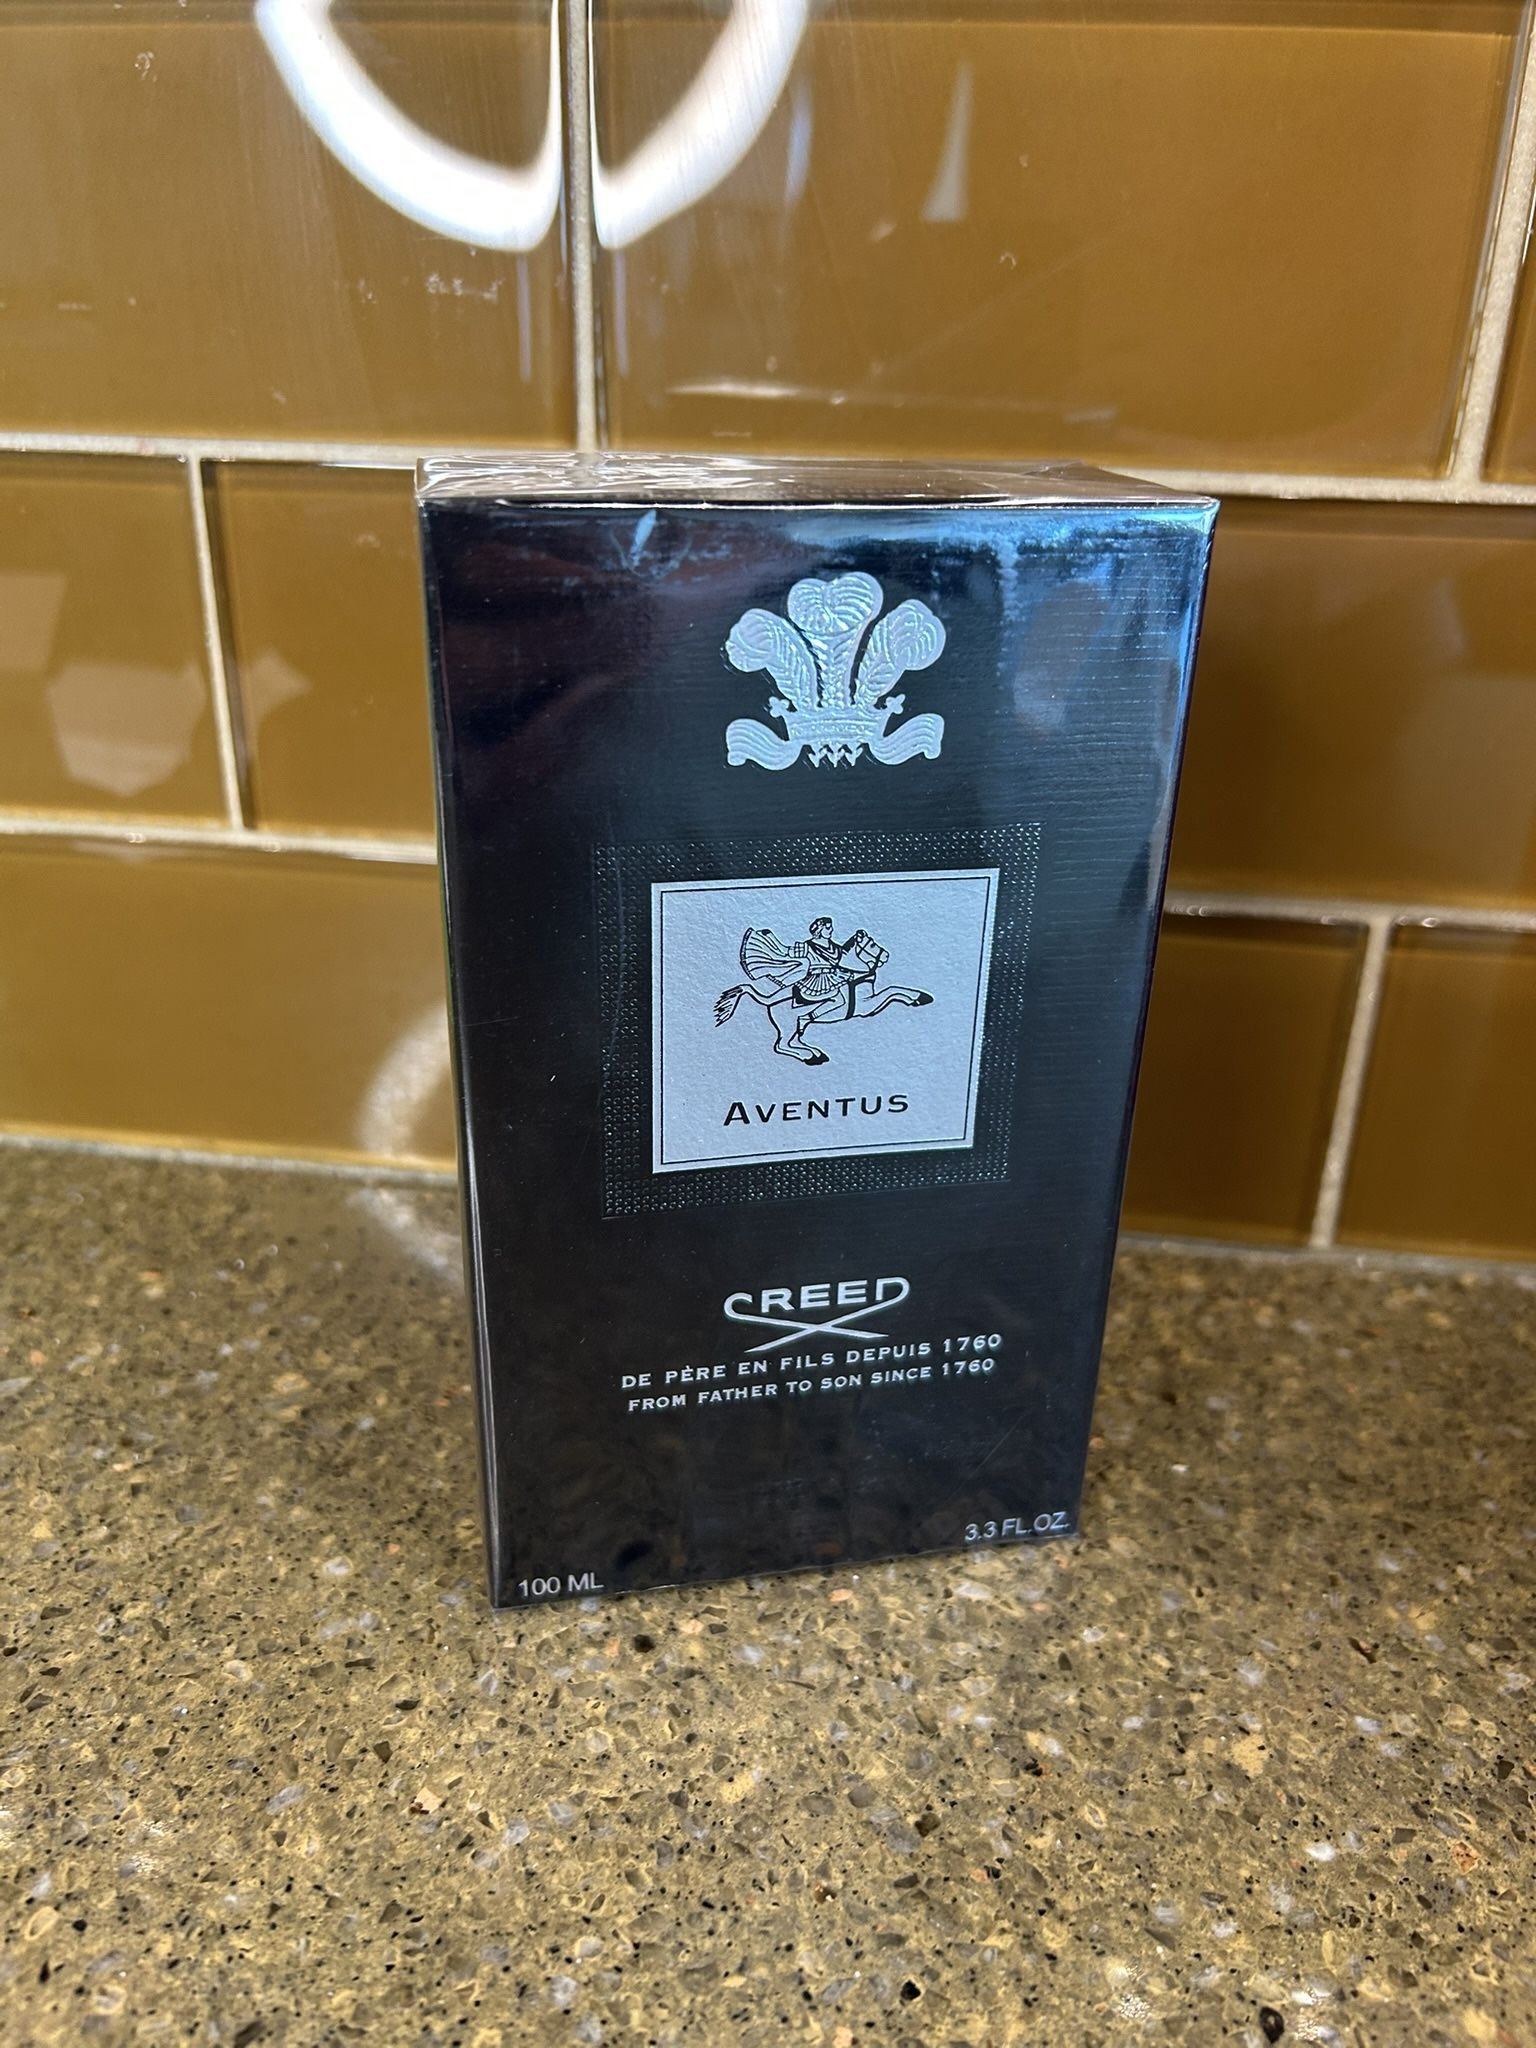 AVENTUS
CREED
DE PÈRE EN FILS DEPUIS 1760
FROM FATHER TO SON SINCE 1760
3.3 FL.OZ.
100 ML